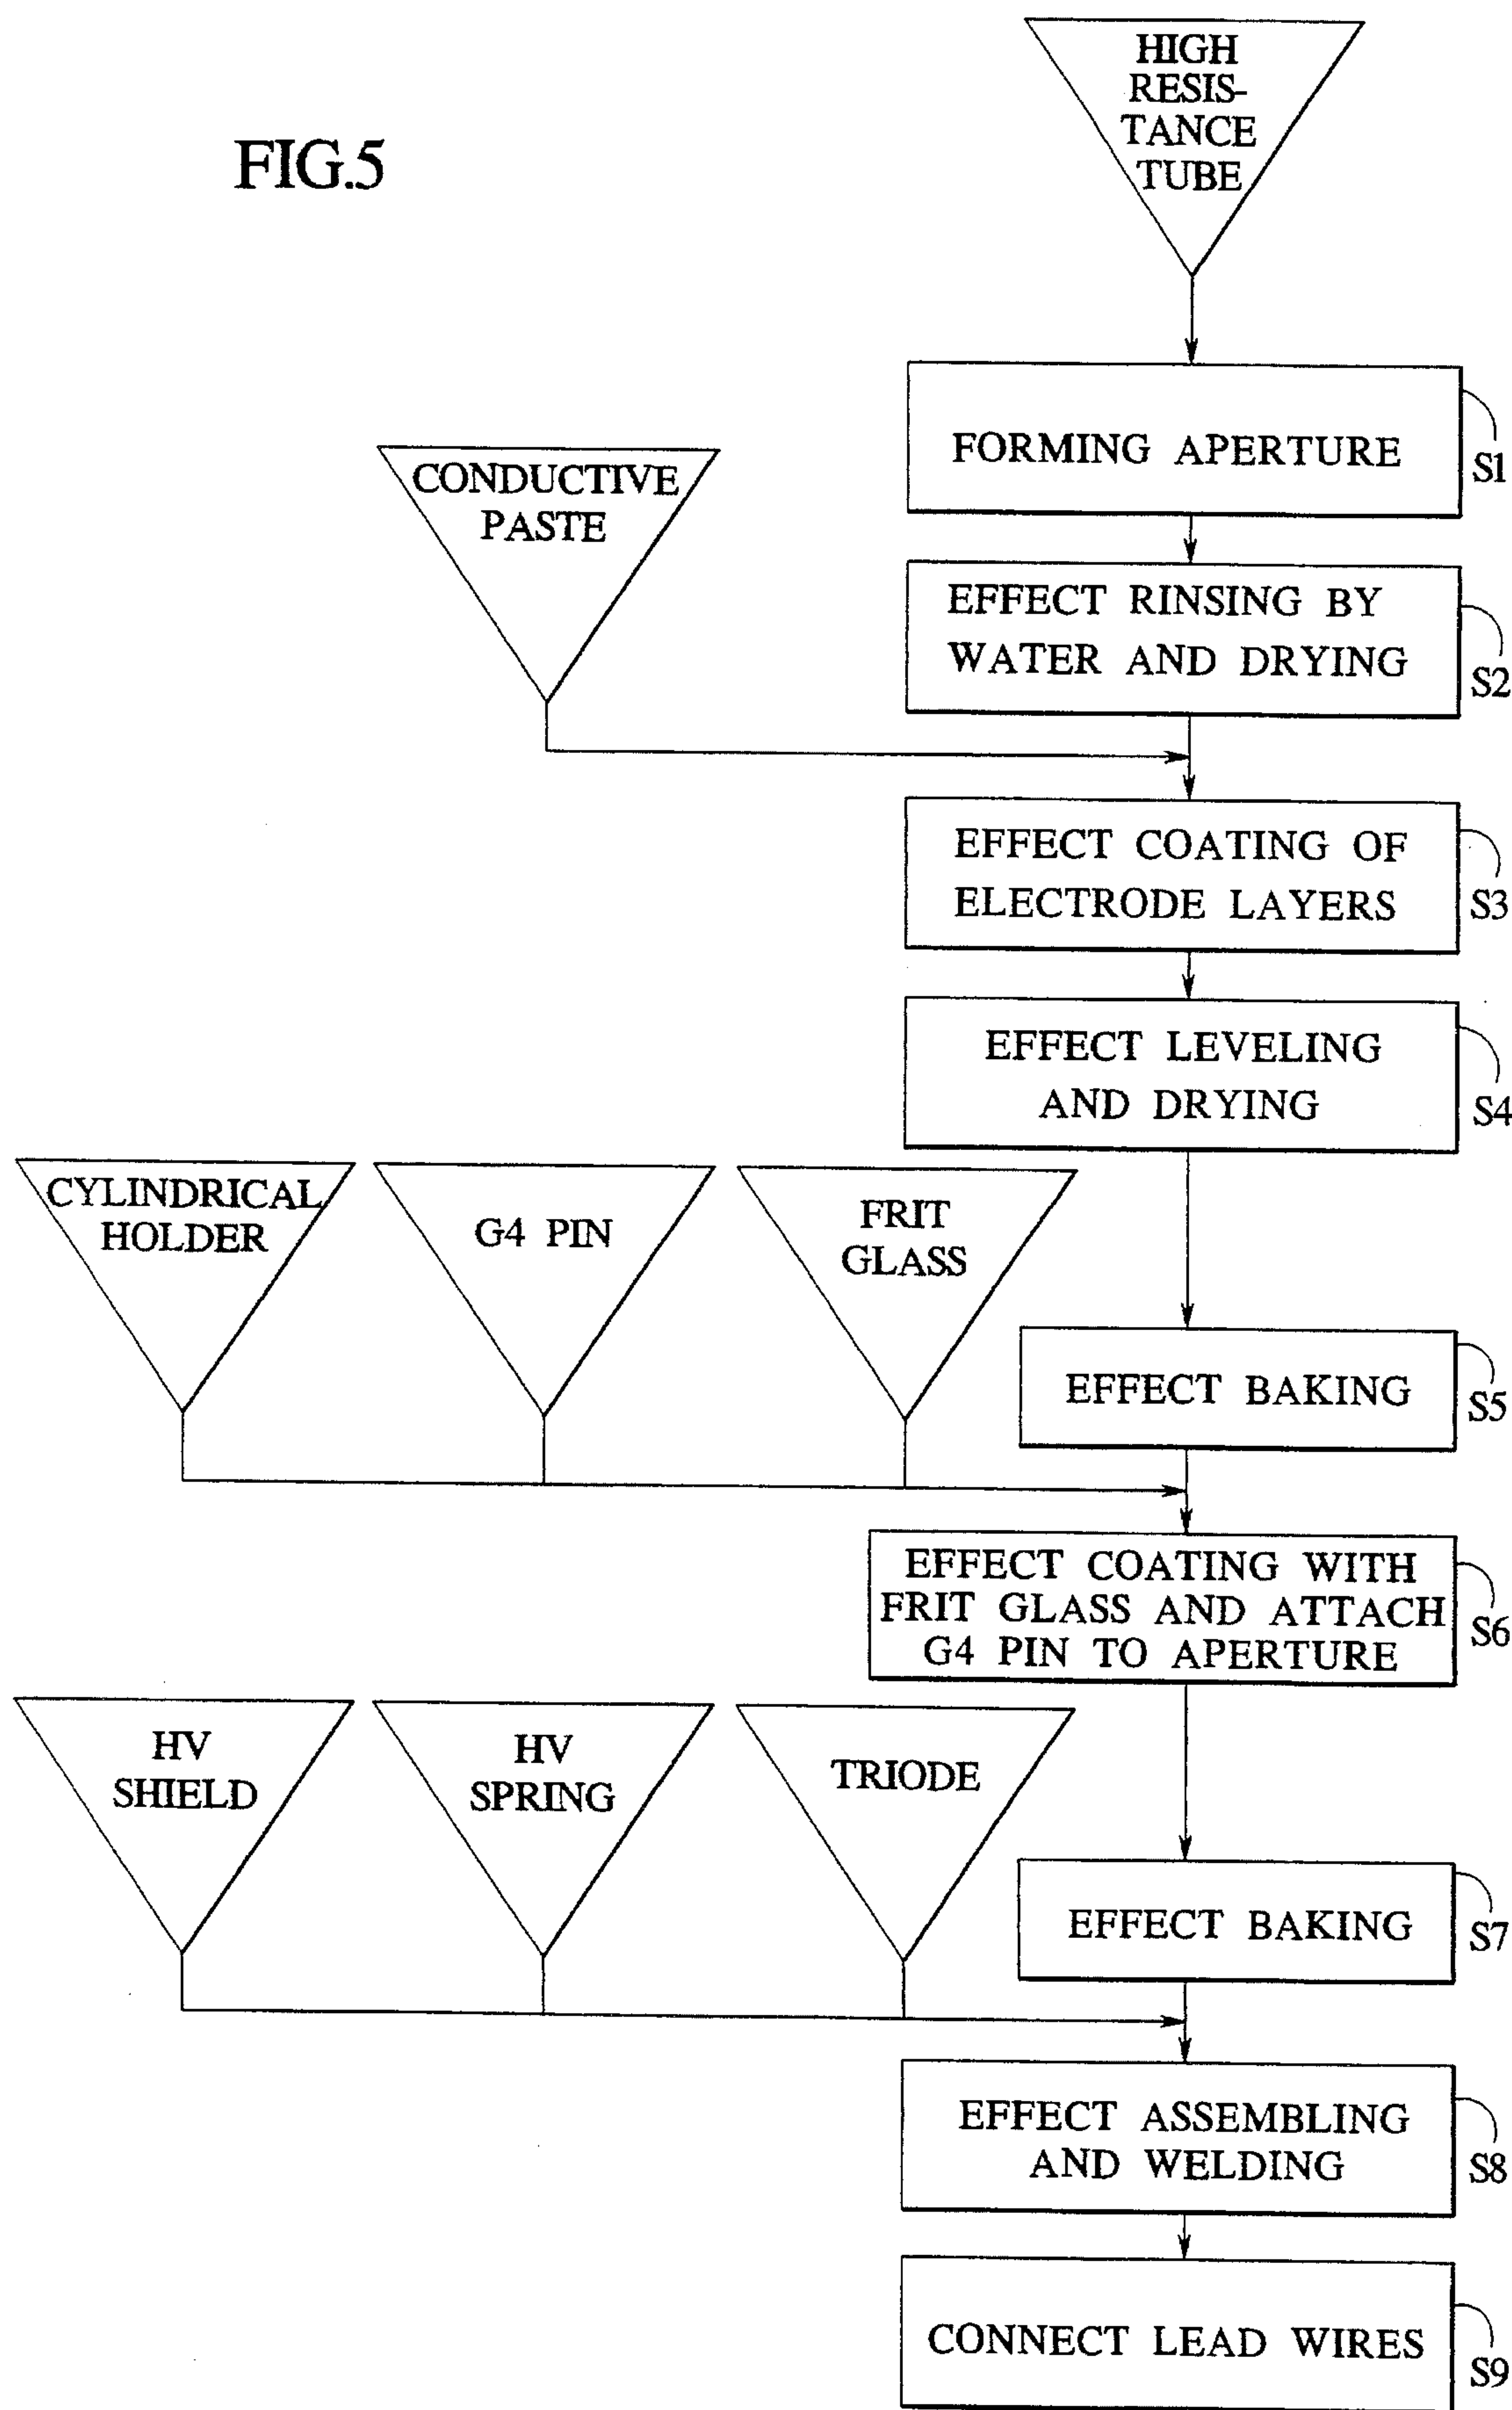 HIGH
RESIS-
TANCE
TUBE
FIG.5
FORMING APERTURE
S1
CONDUCTIVE
PASTE
EFFECT RINSING BY
WATER AND DRYING
S2
EFFECT COATING OF
ELECTRODE LAYERS
S3
EFFECT LEVELING
AND DRYING
S4
CYLINDRICAL
HOLDER
G4 PIN
FRIT
GLASS
EFFECT BAKING
S5
EFFECT COATING WITH
FRIT GLASS AND ATTACH
G4 PIN TO APERTURE
S6
HV
SHIELD
HV
SPRING
TRIODE
EFFECT BAKING
S7
EFFECT ASSEMBLING
AND WELDING
S8
CONNECT LEAD WIRES
S9